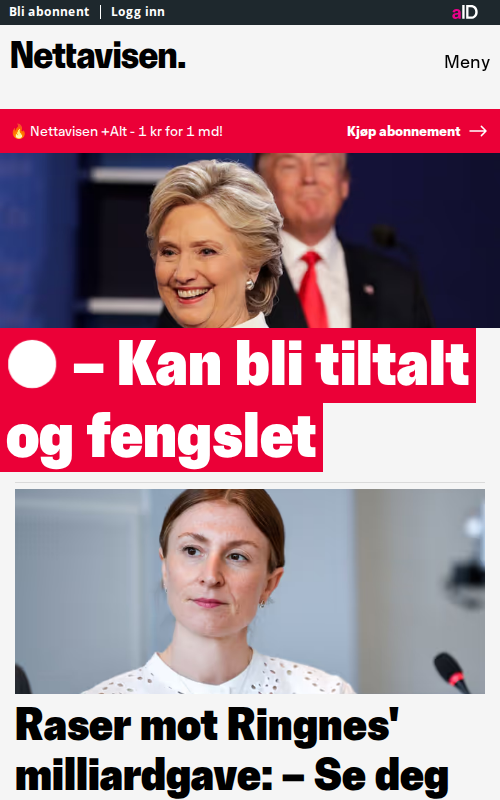 Bli abonnent | Logg inn
aID
Nettavisen.
Meny
🔥 Nettavisen +Alt - 1 kr for 1 md!
Kjøp abonnement →
– Kan bli tiltalt
og fengslet
Raser mot Ringnes'
milliardgave: – Se deg